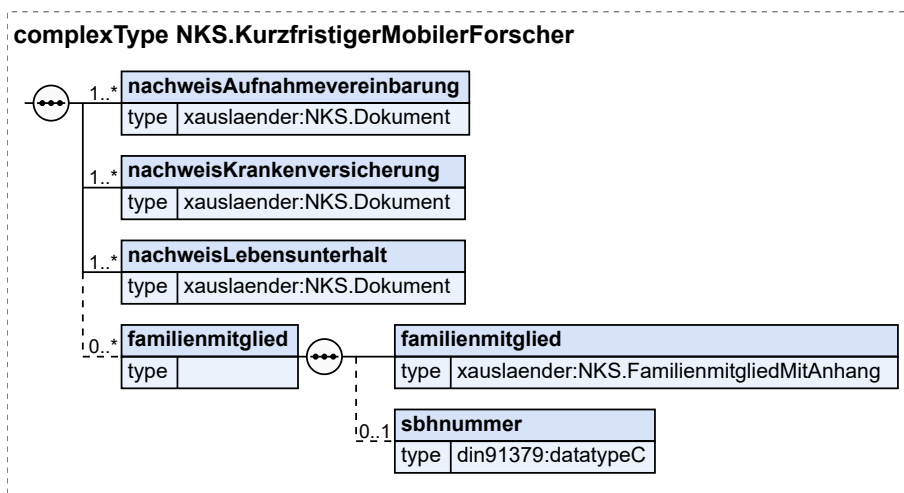 complexType NKS.KurzfristigerMobilerForscher
1..* nachweisAufnahmevereinbarung
type xauslaender:NKS.Dokument
1..* nachweisKrankenversicherung
type xauslaender:NKS.Dokument
1..* nachweisLebensunterhalt
type xauslaender:NKS.Dokument
0..* familienmitglied familienmitglied
type type xauslaender:NKS.FamilienmitgliedMitAnhang
0..1 sbhnummer
type din91379:datatypeC